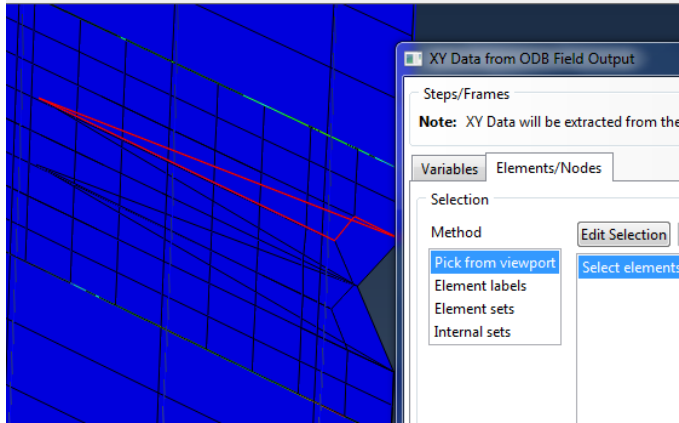 XY Data from ODB Field Output
Steps/Frames
Note: XY Data will be extracted from the
Variables Elements/Nodes
Selection
Method Edit Selection
Pick from viewport Select elements
Element labels
Element sets
Internal sets